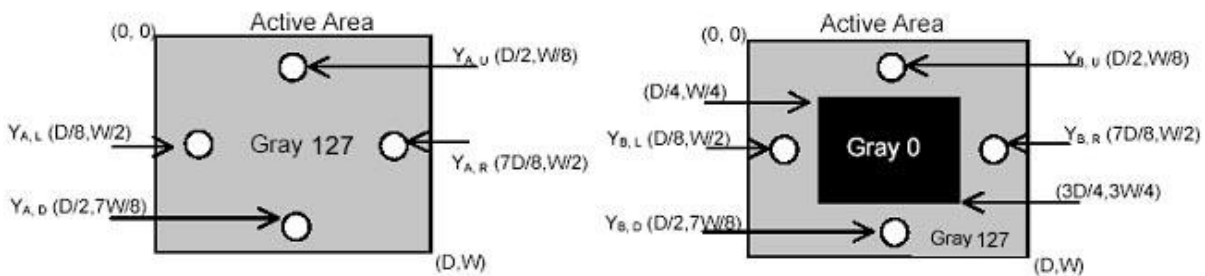 Active Area
(0, 0)
Y_A, U (D/2,W/8)
Y_A, L (D/8,W/2)
Gray 127
Y_A, R (7D/8,W/2)
Y_A, D (D/2,7W/8)
(D,W)
Active Area
(0, 0)
Y_B, U (D/2,W/8)
(D/4,W/4)
Y_B, L (D/8,W/2)
Gray 0
Y_B, R (7D/8,W/2)
(3D/4,3W/4)
Y_B, D (D/2,7W/8)
Gray 127
(D,W)